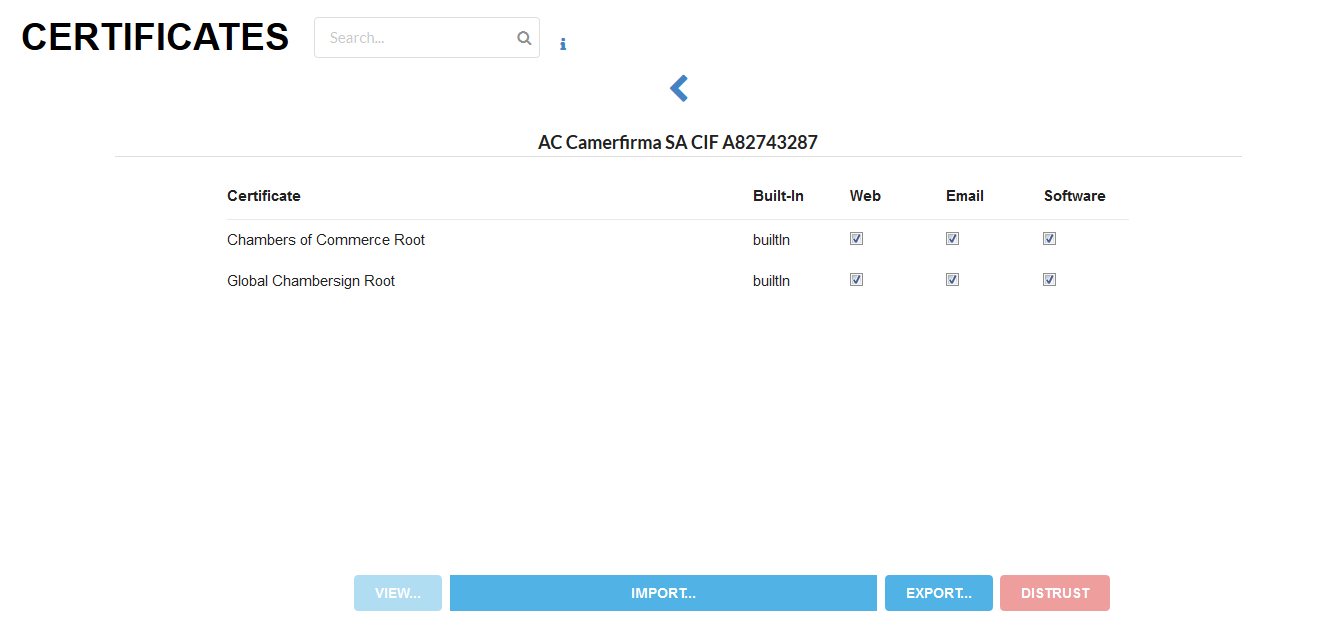 CERTIFICATES Search...
AC Camerfirma SA CIF A82743287
Certificate Built-In Web Email Software
Chambers of Commerce Root builtIn
Global Chambersign Root builtIn
VIEW... IMPORT... EXPORT... DISTRUST